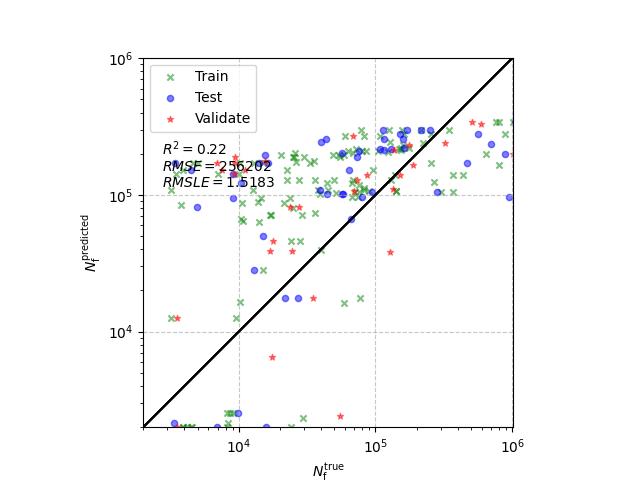 10^6
Train
Test
Validate
R^2 = 0.22
RMSE = 256202
RMSLE = 1.5183
10^5
N_f^predicted
10^4
10^4 10^5 10^6
N_f^true